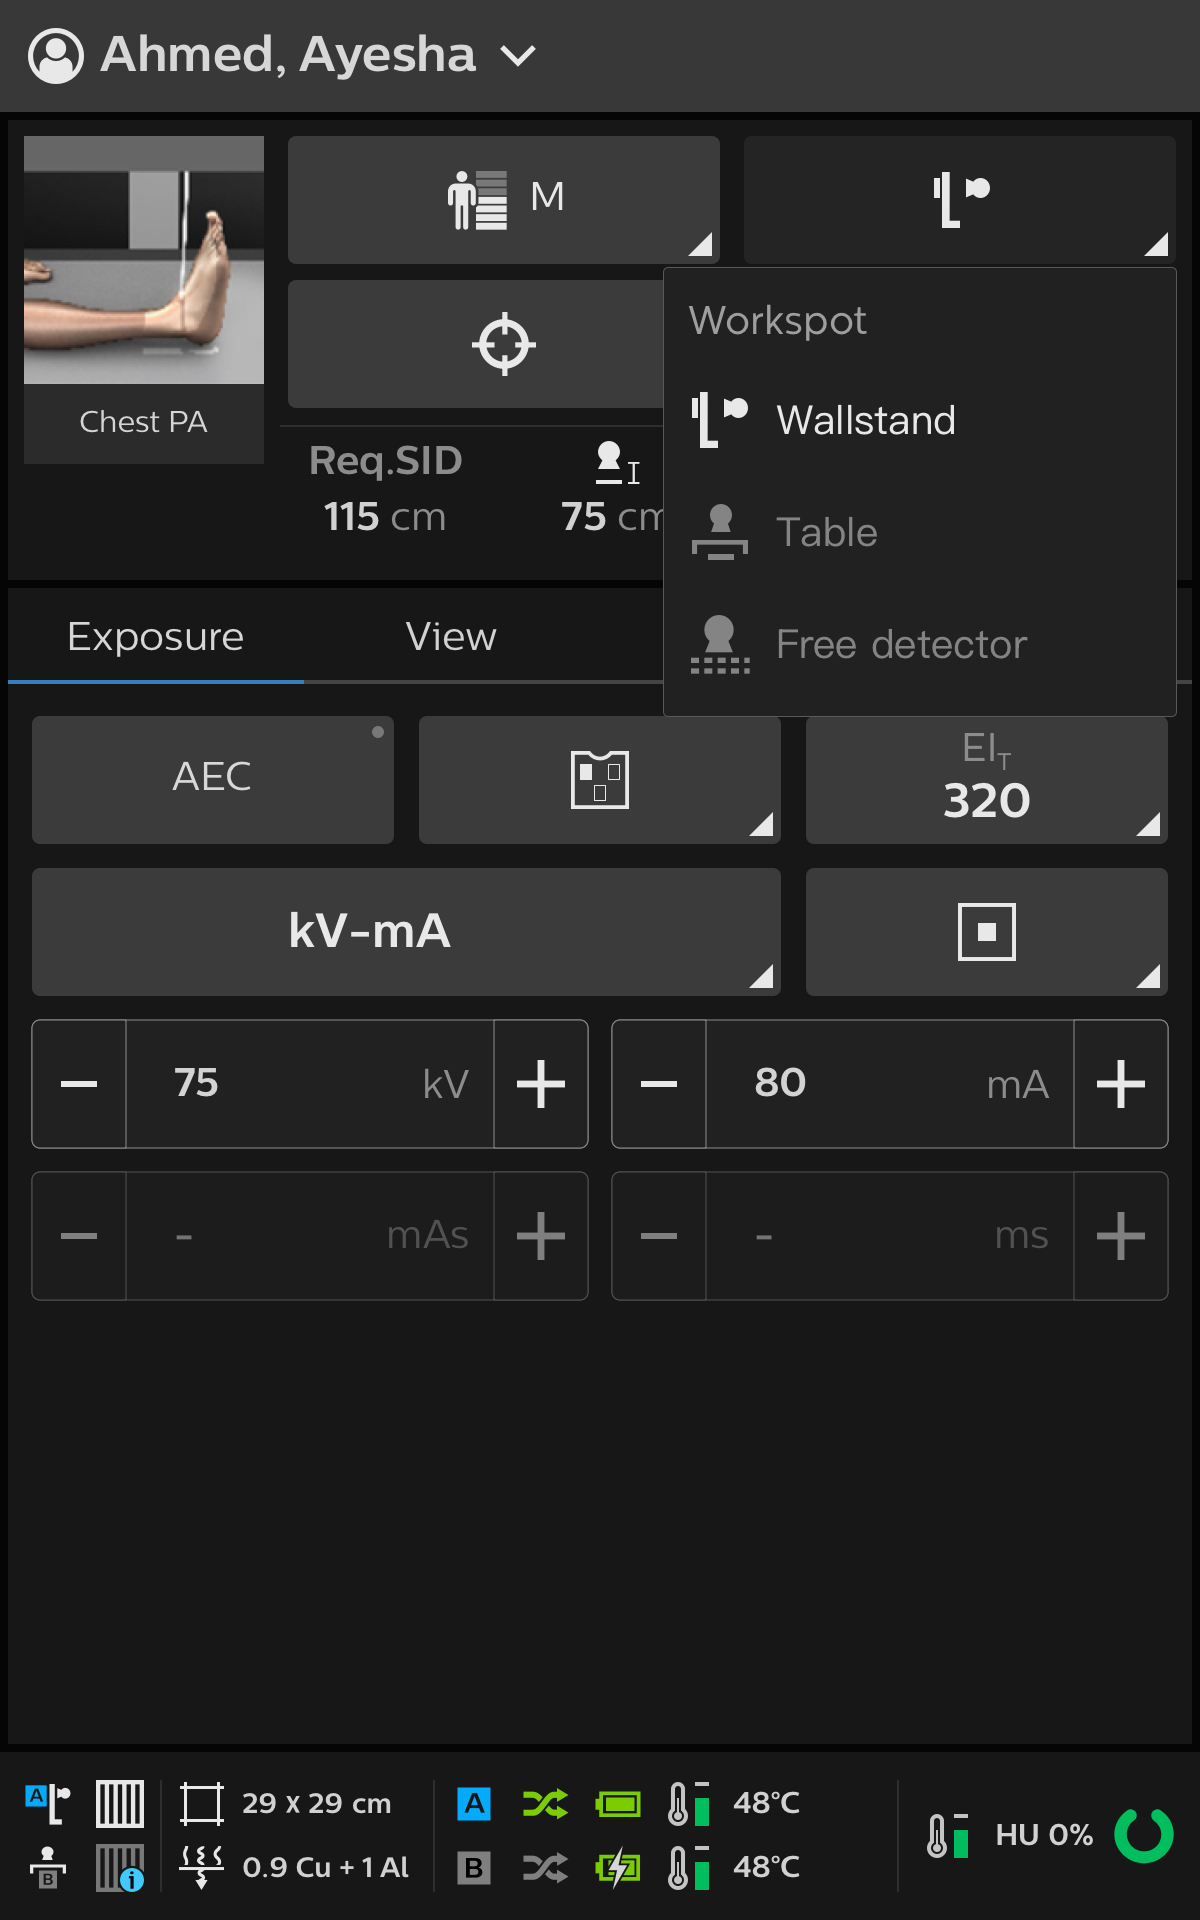 Ahmed, Ayesha
M
Chest PA
Workspot
Wallstand
Table
Free detector
Req.SID
115 cm
I
75 cm
Exposure
View
AEC
EI T
320
kV-mA
75 kV
80 mA
- mAs
- ms
A
29 x 29 cm
A
48°C
B
i
0.9 Cu + 1 Al
B
48°C
HU 0%